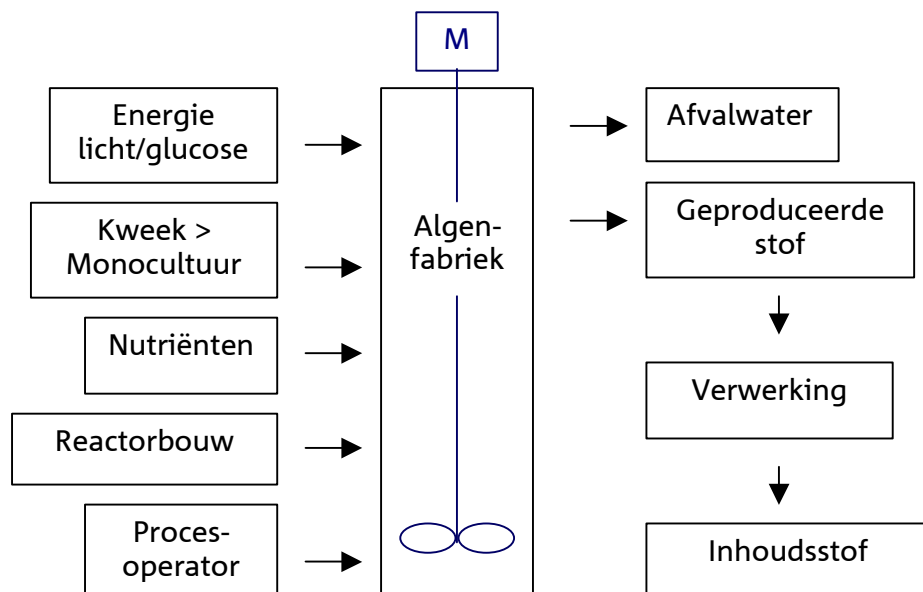 M
Energie
licht/glucose
Kweek >
Monocultuur
Nutriënten
Reactorbouw
Proces-
operator
Algen-
fabriek
Afvalwater
Geproduceerde
stof
Verwerking
Inhoudsstof